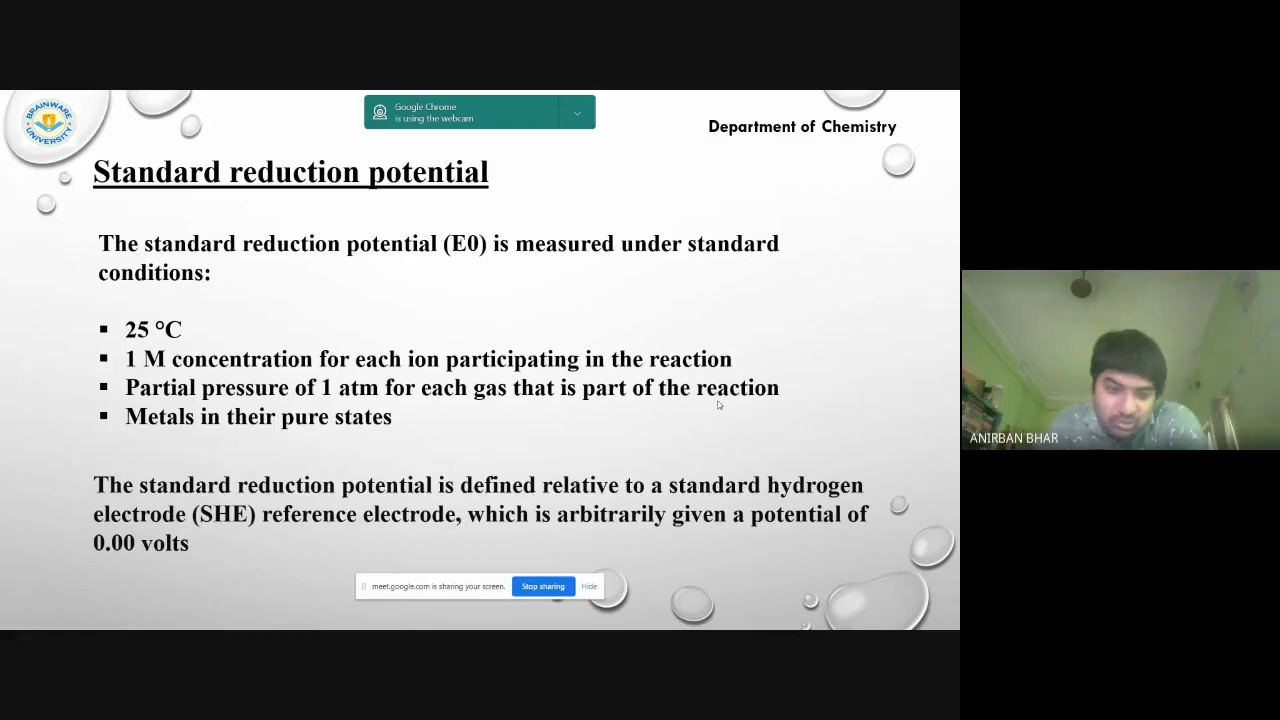 BRAINWARE UNIVERSITY
Google Chrome
is using the webcam
Department of Chemistry
Standard reduction potential
The standard reduction potential (E0) is measured under standard
conditions:
▪ 25 °C
▪ 1 M concentration for each ion participating in the reaction
▪ Partial pressure of 1 atm for each gas that is part of the reaction
▪ Metals in their pure states
The standard reduction potential is defined relative to a standard hydrogen
electrode (SHE) reference electrode, which is arbitrarily given a potential of
0.00 volts
meet.google.com is sharing your screen. Stop sharing Hide
ANIRBAN BHAR